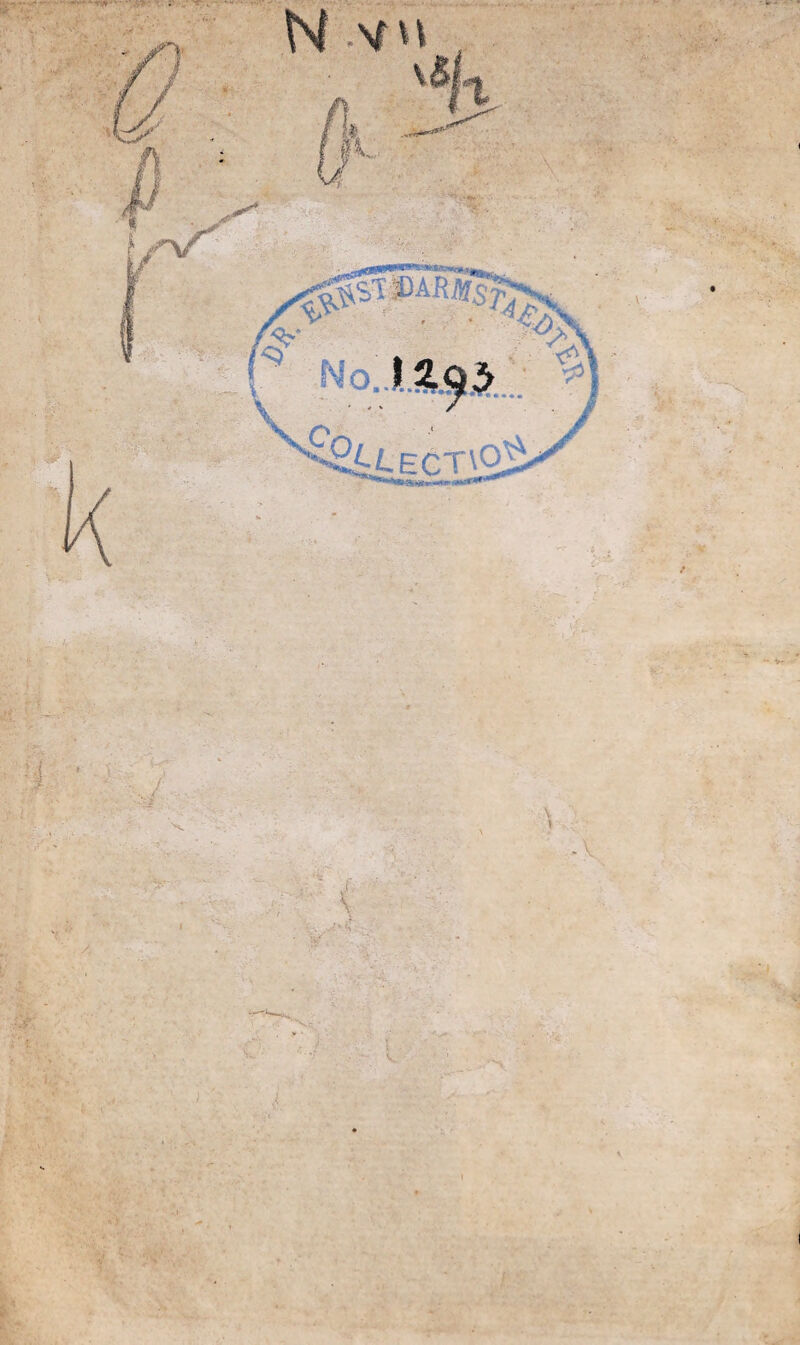 N.VII
18/2
DR. ERNST DARMSTAEDTER
No. 1293
COLLECTION
K